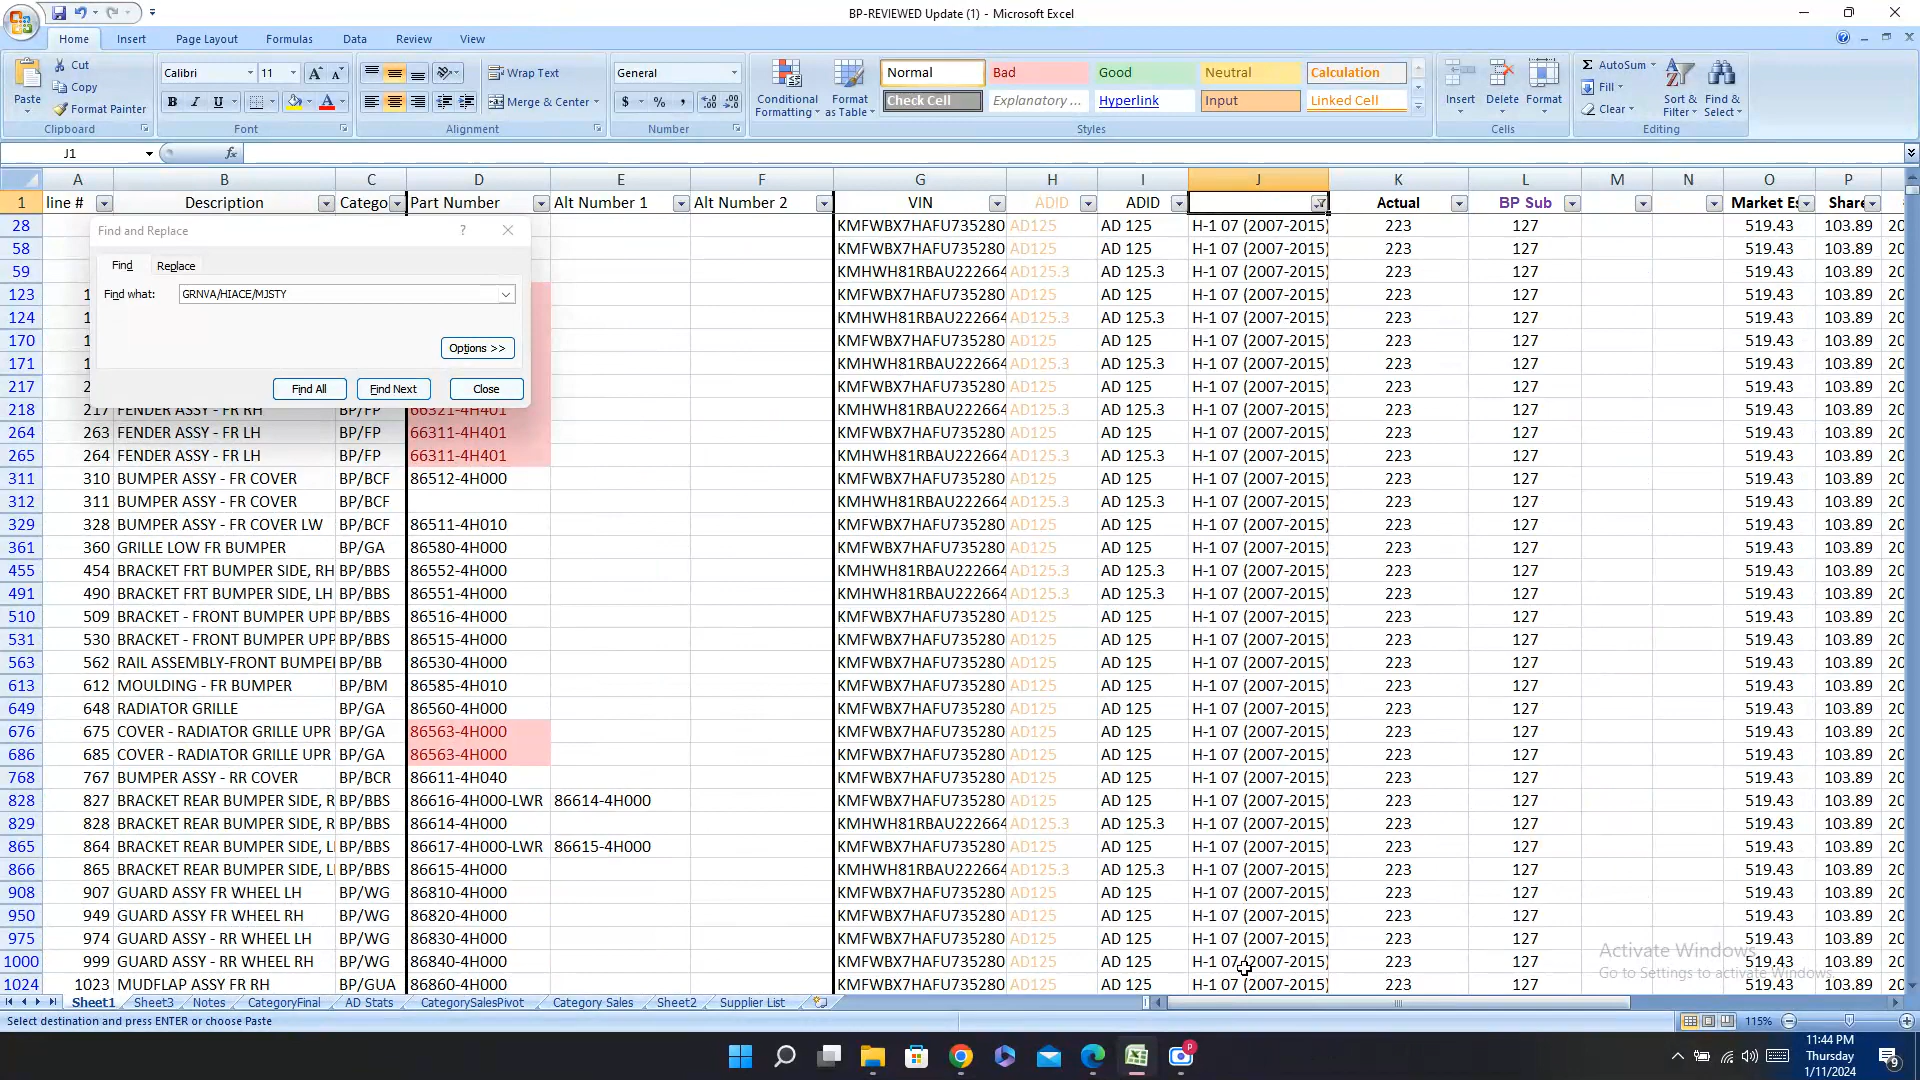 BP-REVIEWED Update (1) - Microsoft Excel
Home Insert Page Layout Formulas Data Review View
Paste Cut Copy Format Painter Clipboard
Calibri 11 A A B I U A Font
Wrap Text Merge & Center Alignment
General $ % , Number
Conditional Formatting Format as Table
Normal Bad Good Neutral Calculation
Check Cell Explanatory ... Hyperlink Input Linked Cell
Styles
Insert Delete Format Cells
Σ AutoSum Fill Clear Sort & Filter Find & Select Editing
J1 fx
A B C D E F G H I J K L M N O P
1 line # Description Catego Part Number Alt Number 1 Alt Number 2 VIN ADID ADID Actual BP Sub Market Es Share
Find and Replace ?
Find Replace
Find what: GRNVA/HIACE/MJSTY
Options >>
Find All Find Next Close
28 KMFWBX7HAFU735280 AD125 AD 125 H-1 07 (2007-2015) 223 127 519.43 103.89 20
58 KMFWBX7HAFU735280 AD125 AD 125 H-1 07 (2007-2015) 223 127 519.43 103.89 20
59 KMHWH81RBAU222664 AD125.3 AD 125.3 H-1 07 (2007-2015) 223 127 519.43 103.89 20
123 1 KMFWBX7HAFU735280 AD125 AD 125 H-1 07 (2007-2015) 223 127 519.43 103.89 20
124 1 KMHWH81RBAU222664 AD125.3 AD 125.3 H-1 07 (2007-2015) 223 127 519.43 103.89 20
170 1 KMFWBX7HAFU735280 AD125 AD 125 H-1 07 (2007-2015) 223 127 519.43 103.89 20
171 1 KMHWH81RBAU222664 AD125.3 AD 125.3 H-1 07 (2007-2015) 223 127 519.43 103.89 20
217 2 KMFWBX7HAFU735280 AD125 AD 125 H-1 07 (2007-2015) 223 127 519.43 103.89 20
218 217 FENDER ASSY - FR RH BP/FP 66321-4H401 KMHWH81RBAU222664 AD125.3 AD 125.3 H-1 07 (2007-2015) 223 127 519.43 103.89 20
264 263 FENDER ASSY - FR LH BP/FP 66311-4H401 KMFWBX7HAFU735280 AD125 AD 125 H-1 07 (2007-2015) 223 127 519.43 103.89 20
265 264 FENDER ASSY - FR LH BP/FP 66311-4H401 KMHWH81RBAU222664 AD125.3 AD 125.3 H-1 07 (2007-2015) 223 127 519.43 103.89 20
311 310 BUMPER ASSY - FR COVER BP/BCF 86512-4H000 KMFWBX7HAFU735280 AD125 AD 125 H-1 07 (2007-2015) 223 127 519.43 103.89 20
312 311 BUMPER ASSY - FR COVER BP/BCF KMHWH81RBAU222664 AD125.3 AD 125.3 H-1 07 (2007-2015) 223 127 519.43 103.89 20
329 328 BUMPER ASSY - FR COVER LW BP/BCF 86511-4H010 KMFWBX7HAFU735280 AD125 AD 125 H-1 07 (2007-2015) 223 127 519.43 103.89 20
361 360 GRILLE LOW FR BUMPER BP/GA 86580-4H000 KMFWBX7HAFU735280 AD125 AD 125 H-1 07 (2007-2015) 223 127 519.43 103.89 20
455 454 BRACKET FRT BUMPER SIDE, RH BP/BBS 86552-4H000 KMHWH81RBAU222664 AD125.3 AD 125.3 H-1 07 (2007-2015) 223 127 519.43 103.89 20
491 490 BRACKET FRT BUMPER SIDE, LH BP/BBS 86551-4H000 KMHWH81RBAU222664 AD125.3 AD 125.3 H-1 07 (2007-2015) 223 127 519.43 103.89 20
510 509 BRACKET - FRONT BUMPER UPP BP/BBS 86516-4H000 KMFWBX7HAFU735280 AD125 AD 125 H-1 07 (2007-2015) 223 127 519.43 103.89 20
531 530 BRACKET - FRONT BUMPER UPP BP/BBS 86515-4H000 KMFWBX7HAFU735280 AD125 AD 125 H-1 07 (2007-2015) 223 127 519.43 103.89 20
563 562 RAIL ASSEMBLY-FRONT BUMPE BP/BB 86530-4H000 KMFWBX7HAFU735280 AD125 AD 125 H-1 07 (2007-2015) 223 127 519.43 103.89 20
613 612 MOULDING - FR BUMPER BP/BM 86585-4H010 KMFWBX7HAFU735280 AD125 AD 125 H-1 07 (2007-2015) 223 127 519.43 103.89 20
649 648 RADIATOR GRILLE BP/GA 86560-4H000 KMFWBX7HAFU735280 AD125 AD 125 H-1 07 (2007-2015) 223 127 519.43 103.89 20
676 675 COVER - RADIATOR GRILLE UPR BP/GA 86563-4H000 KMFWBX7HAFU735280 AD125 AD 125 H-1 07 (2007-2015) 223 127 519.43 103.89 20
686 685 COVER - RADIATOR GRILLE UPR BP/GA 86563-4H000 KMFWBX7HAFU735280 AD125 AD 125 H-1 07 (2007-2015) 223 127 519.43 103.89 20
768 767 BUMPER ASSY - RR COVER BP/BCR 86611-4H040 KMFWBX7HAFU735280 AD125 AD 125 H-1 07 (2007-2015) 223 127 519.43 103.89 20
828 827 BRACKET REAR BUMPER SIDE, R BP/BBS 86616-4H000-LWR 86614-4H000 KMFWBX7HAFU735280 AD125 AD 125 H-1 07 (2007-2015) 223 127 519.43 103.89 20
829 828 BRACKET REAR BUMPER SIDE, R BP/BBS 86614-4H000 KMHWH81RBAU222664 AD125.3 AD 125.3 H-1 07 (2007-2015) 223 127 519.43 103.89 20
865 864 BRACKET REAR BUMPER SIDE, L BP/BBS 86617-4H000-LWR 86615-4H000 KMFWBX7HAFU735280 AD125 AD 125 H-1 07 (2007-2015) 223 127 519.43 103.89 20
866 865 BRACKET REAR BUMPER SIDE, L BP/BBS 86615-4H000 KMHWH81RBAU222664 AD125.3 AD 125.3 H-1 07 (2007-2015) 223 127 519.43 103.89 20
908 907 GUARD ASSY FR WHEEL LH BP/WG 86810-4H000 KMFWBX7HAFU735280 AD125 AD 125 H-1 07 (2007-2015) 223 127 519.43 103.89 20
950 949 GUARD ASSY FR WHEEL RH BP/WG 86820-4H000 KMFWBX7HAFU735280 AD125 AD 125 H-1 07 (2007-2015) 223 127 519.43 103.89 20
975 974 GUARD ASSY - RR WHEEL LH BP/WG 86830-4H000 KMFWBX7HAFU735280 AD125 AD 125 H-1 07 (2007-2015) 223 127 519.43 103.89 20
1000 999 GUARD ASSY - RR WHEEL RH BP/WG 86840-4H000 KMFWBX7HAFU735280 AD125 AD 125 H-1 07 (2007-2015) 223 127 519.43 103.89 20
1024 1023 MUDFLAP ASSY FR RH BP/GUA 86860-4H000 KMFWBX7HAFU735280 AD125 AD 125 H-1 07 (2007-2015) 223 127 519.43 103.89 20
Activate Windows
Go to Settings to activate Windows.
Sheet1 Sheet3 Notes CategoryFinal AD Stats CategorySalesPivot Category Sales Sheet2 Supplier List
Select destination and press ENTER or choose Paste 115%
11:44 PM
Thursday
1/11/2024
9